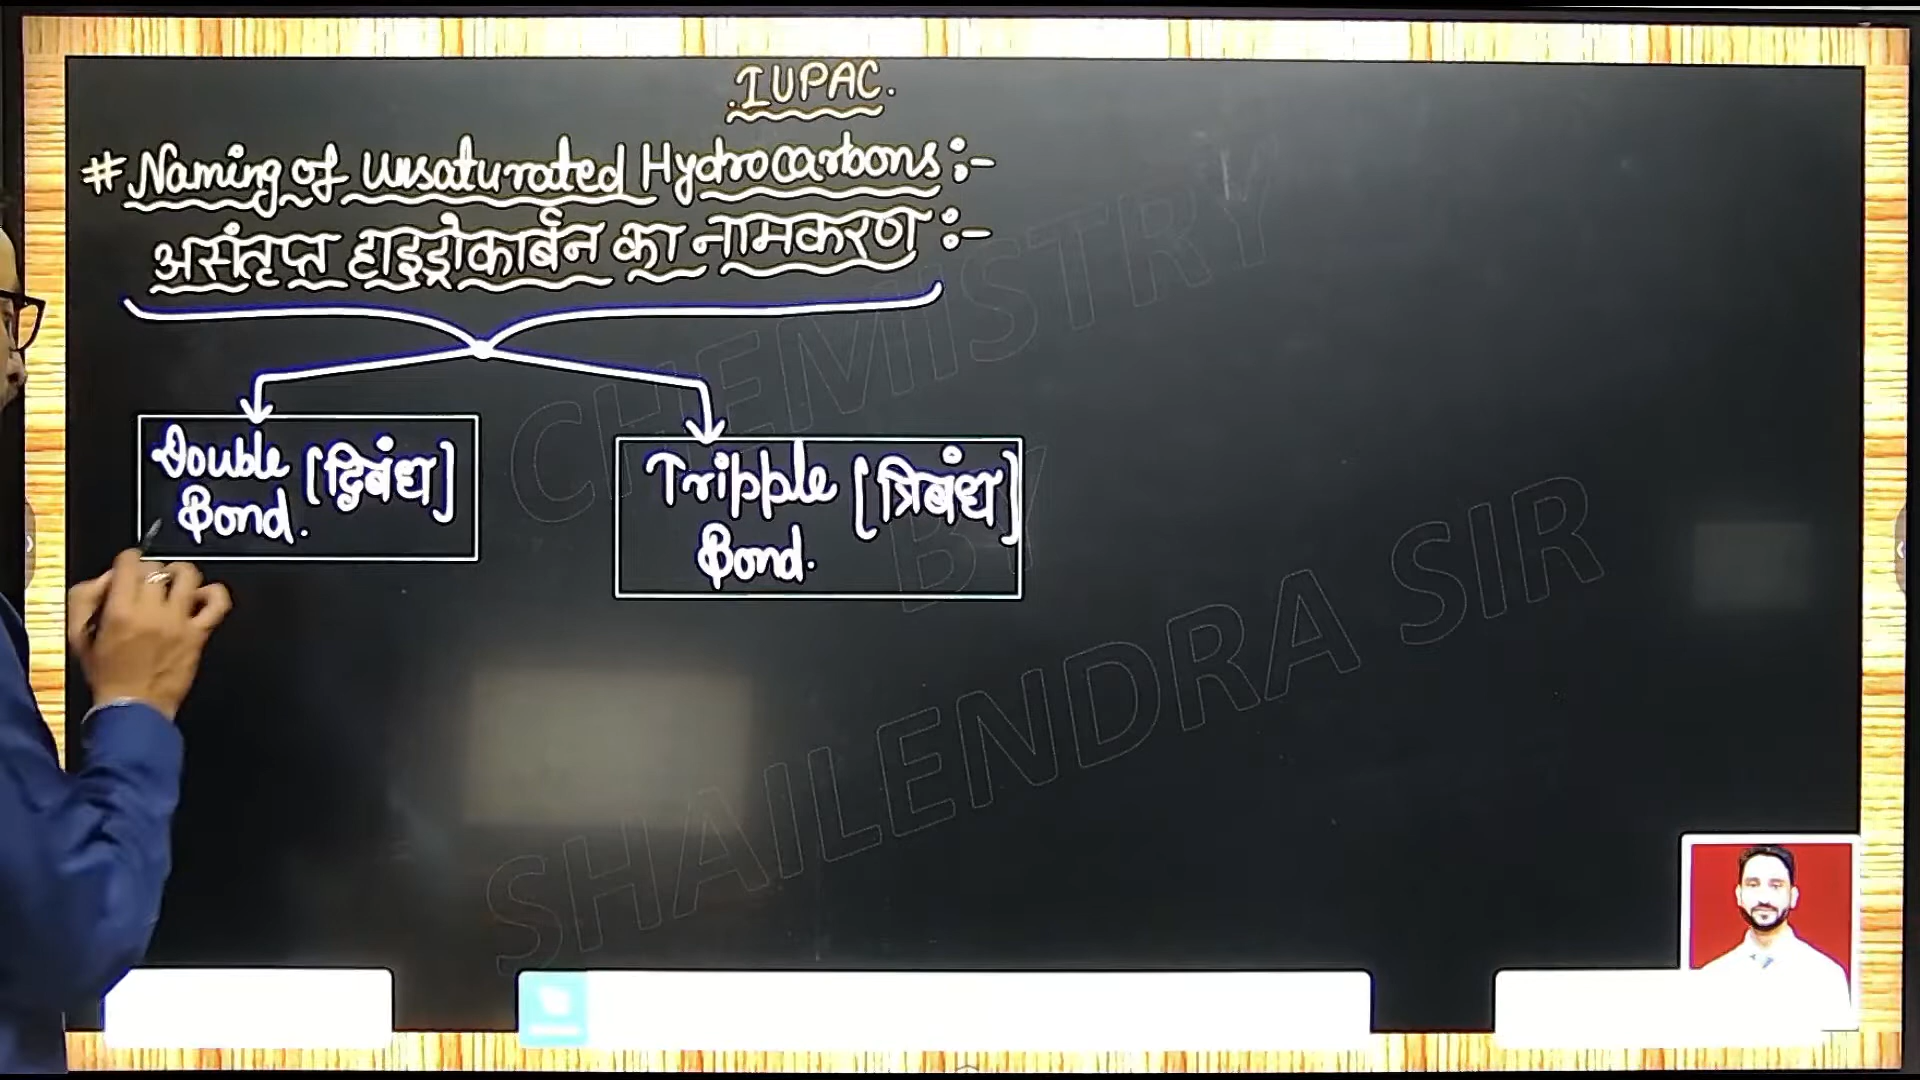 .IUPAC.
# Naming of Unsaturated Hydrocarbons :-
असंतृप्त हाइड्रोकार्बन का नामकरण :-
Double [द्विबंध]
Bond.
Tripple [त्रिबंध]
Bond.
CHEMISTRY
BY
SHAILENDRA SIR